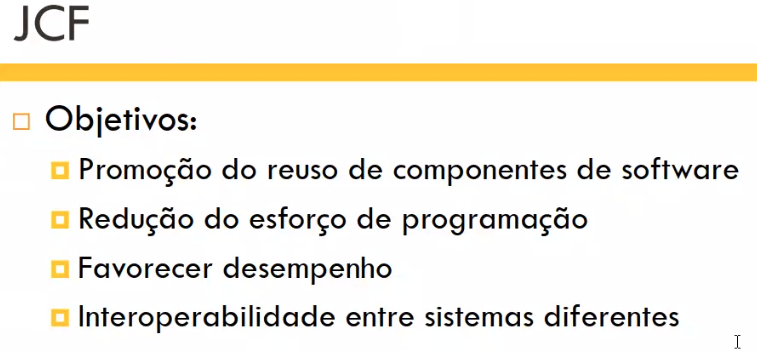 JCF
Objetivos:
Promoção do reuso de componentes de software
Redução do esforço de programação
Favorecer desempenho
Interoperabilidade entre sistemas diferentes